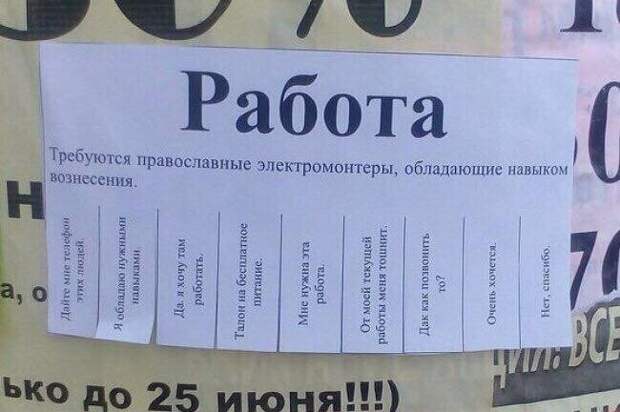 Работа
Требуются православные электромонтеры, обладающие навыком
вознесения.
Дайте мне телефон
этих людей.
Я обладаю нужными
навыками.
Да, я хочу там
работать.
Талон на бесплатное
питание.
Мне нужна эта
работа.
От моей текущей
работы меня тошнит.
Дак как позвонить
то?
Очень хочется.
Нет, спасибо.
ько до 25 июня!!!)
ЦИИ: ВСЕ